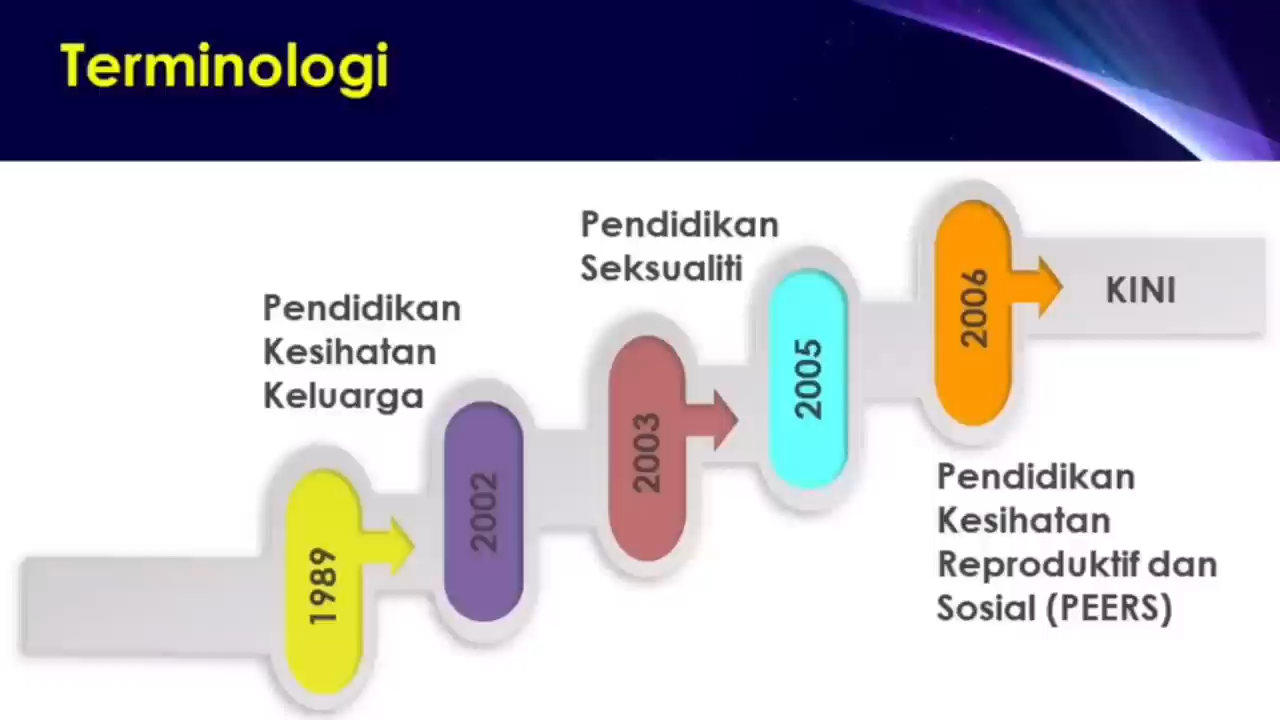 Terminologi
Pendidikan
Kesihatan
Keluarga
1989
2002
Pendidikan
Seksualiti
2003
2005
2006
KINI
Pendidikan
Kesihatan
Reproduktif dan
Sosial (PEERS)